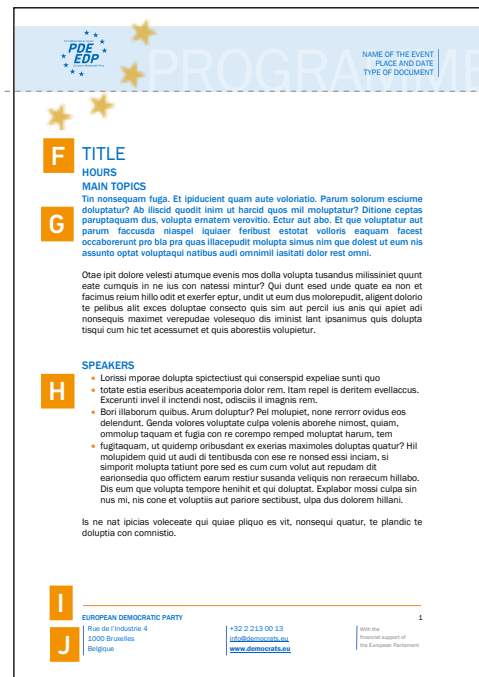 PDE
EDP
PROGRAMME
NAME OF THE EVENT
PLACE AND DATE
TYPE OF DOCUMENT
F
TITLE
HOURS
MAIN TOPICS
G
Tin nonsequam fuga. Et ipiducient quam aute voloratio. Parum solorum esciume
doluptatur? Ab iliscid quodit inim ut harcid quos mil moluptatur? Ditione ceptas
paruptaquam dus, volupta ernatem verovitio. Ectur aut abo. Et que voluptatur aut
parum faccusda niaspel iquiaer feribust estotat volloris eaquam facest
occaborerunt pro bla pra quas illacepudit molupta simus nim que dolest ut eum nis
assunto optat voluptaqui natibus audi omnimil iasitati dolor rest omni.
Otae ipit dolore velesti atumque evenis mos dolla volupta tusandus milissiniet quunt
eate cumquis in ne ius con natessi mintur? Qui dunt esed unde quate ea non et
facimus reium hillo odit et exerfer eptur, undit ut eum dus molorepudit, aligent dolorio
te pelibus alit exces doluptae consecto quis sim aut percil ius anis qui apiet adi
nonsequis maximet verepudae volesequo dis iminist lant ipsanimus quis dolupta
tisqui cum hic tet acessumet et quis aborestiis volupietur.
H
SPEAKERS
• Lorissi mporae dolupta spictectiust qui conserspid expeliae sunti quo
• totate estia eseribus aceatemporia dolor rem. Itam repel is deritem evellaccus.
Excerunti invel il inctendi nost, odisciis il imagnis rem.
• Bori illaborum quibus. Arum doluptur? Pel molupiet, none rerrorr ovidus eos
delendunt. Genda volores voluptate culpa volenis aborehe nimost, quiam,
ommolup taquam et fugia con re corempo remped moluptat harum, tem
• fugitaquam, ut quidemp oribusdant ex exerias maximoles doluptas quatur? Hil
molupidem quid ut audi di tentibusda con ese re nonsed essi inciam, si
simporit molupta tatiunt pore sed es cum cum volut aut repudam dit
earionsedia quo offictem earum restiur susanda veliquis non reraecum hillabo.
Dis eum que volupta tempore henihit et qui doluptat. Explabor mossi culpa sin
nus mi, nis cone et voluptiis aut pariore sectibust, ulpa dus dolorem hillani.
Is ne nat ipicias voleceate qui quiae pliquo es vit, nonsequi quatur, te plandic te
doluptia con comnistio.
I
EUROPEAN DEMOCRATIC PARTY
1
J
Rue de l'Industrie 4
1000 Bruxelles
Belgique
+32 2 213 00 13
info@democrats.eu
www.democrats.eu
With the
financial support of
the European Parliament